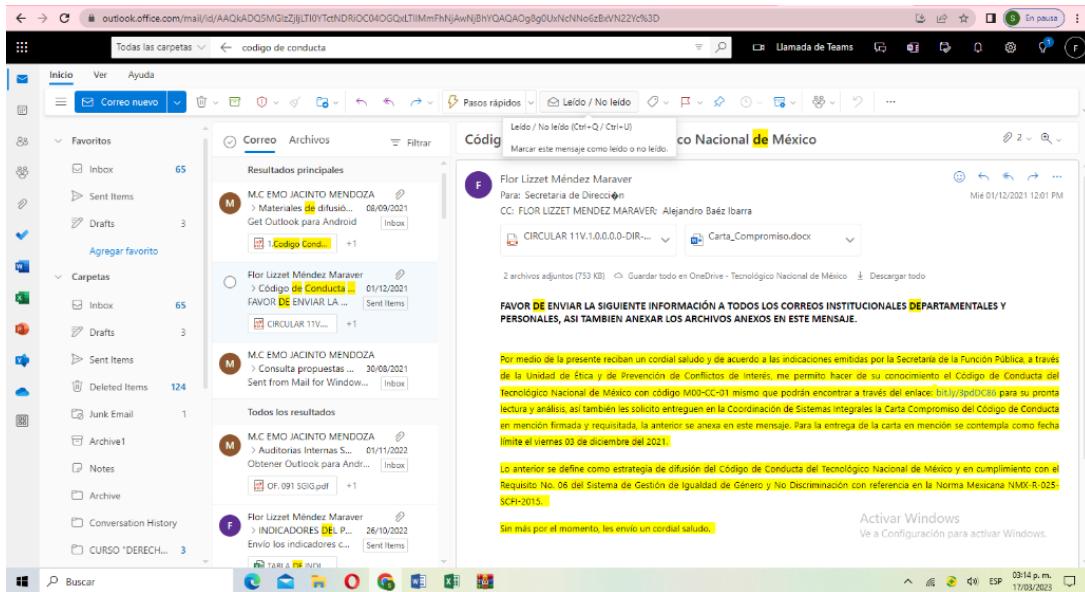 outlook.office.com/mail/id/
En pausa
Todas las carpetas
codigo de conducta
Llamada de Teams
Inicio Ver Ayuda
Correo nuevo
Pasos rápidos
Leído / No leído
Leído / No leído (Ctrl+Q / Ctrl+U)
Marcar este mensaje como leído o no leído.
Favoritos
Inbox 65
Sent Items
Drafts 3
Agregar favorito
Carpetas
Inbox 65
Drafts 3
Sent Items
Deleted Items 124
Junk Email 1
Archive1
Notes
Archive
Conversation History
CURSO "DERECH... 3
Correo Archivos Filtrar
Resultados principales
M.C EMO JACINTO MENDOZA
> Materiales de difusió... 08/09/2021
Get Outlook para Android Inbox
1.Codigo Cond... +1
Flor Lizzet Méndez Maraver
> Código de Conducta ... 01/12/2021
FAVOR DE ENVIAR LA ... Sent Items
CIRCULAR 11V.... +1
M.C EMO JACINTO MENDOZA
> Consulta propuestas ... 30/08/2021
Sent from Mail for Window... Inbox
Todos los resultados
M.C EMO JACINTO MENDOZA
> Auditorias Internas S... 01/11/2022
Obtener Outlook para Andr... Inbox
OF. 091 SGIG.pdf +1
Flor Lizzet Méndez Maraver
> INDICADORES DEL P... 26/10/2022
Envío los indicadores c... Sent Items
TABLA DE INDI
Códig
co Nacional de México
2
Flor Lizzet Méndez Maraver
Para: Secretaria de Direcci�n
Mié 01/12/2021 12:01 PM
CC: FLOR LIZZET MENDEZ MARAVER; Alejandro Baéz Ibarra
CIRCULAR 11V.1.0.0.0.0-DIR-...
Carta_Compromiso.docx
2 archivos adjuntos (753 KB) Guardar todo en OneDrive - Tecnológico Nacional de México Descargar todo
FAVOR DE ENVIAR LA SIGUIENTE INFORMACIÓN A TODOS LOS CORREOS INSTITUCIONALES DEPARTAMENTALES Y
PERSONALES, ASI TAMBIEN ANEXAR LOS ARCHIVOS ANEXOS EN ESTE MENSAJE.
Por medio de la presente reciban un cordial saludo y de acuerdo a las indicaciones emitidas por la Secretaría de la Función Pública, a través
de la Unidad de Ética y de Prevención de Conflictos de Interés, me permito hacer de su conocimiento el Código de Conducta del
Tecnológico Nacional de México con código M00-CC-01 mismo que podrán encontrar a través del enlace: bit.ly/3pdDC86 para su pronta
lectura y análisis, así también les solicito entreguen en la Coordinación de Sistemas Integrales la Carta Compromiso del Código de Conducta
en mención firmada y requisitada, la anterior se anexa en este mensaje. Para la entrega de la carta en mención se contempla como fecha
límite el viernes 03 de diciembre del 2021.
Lo anterior se define como estrategia de difusión del Código de Conducta del Tecnológico Nacional de México y en cumplimiento con el
Requisito No. 06 del Sistema de Gestión de Igualdad de Género y No Discriminación con referencia en la Norma Mexicana NMX-R-025-
SCFI-2015.
Sin más por el momento, les envío un cordial saludo.
Activar Windows
Ve a Configuración para activar Windows.
Buscar
ESP
03:14 p. m.
17/03/2023